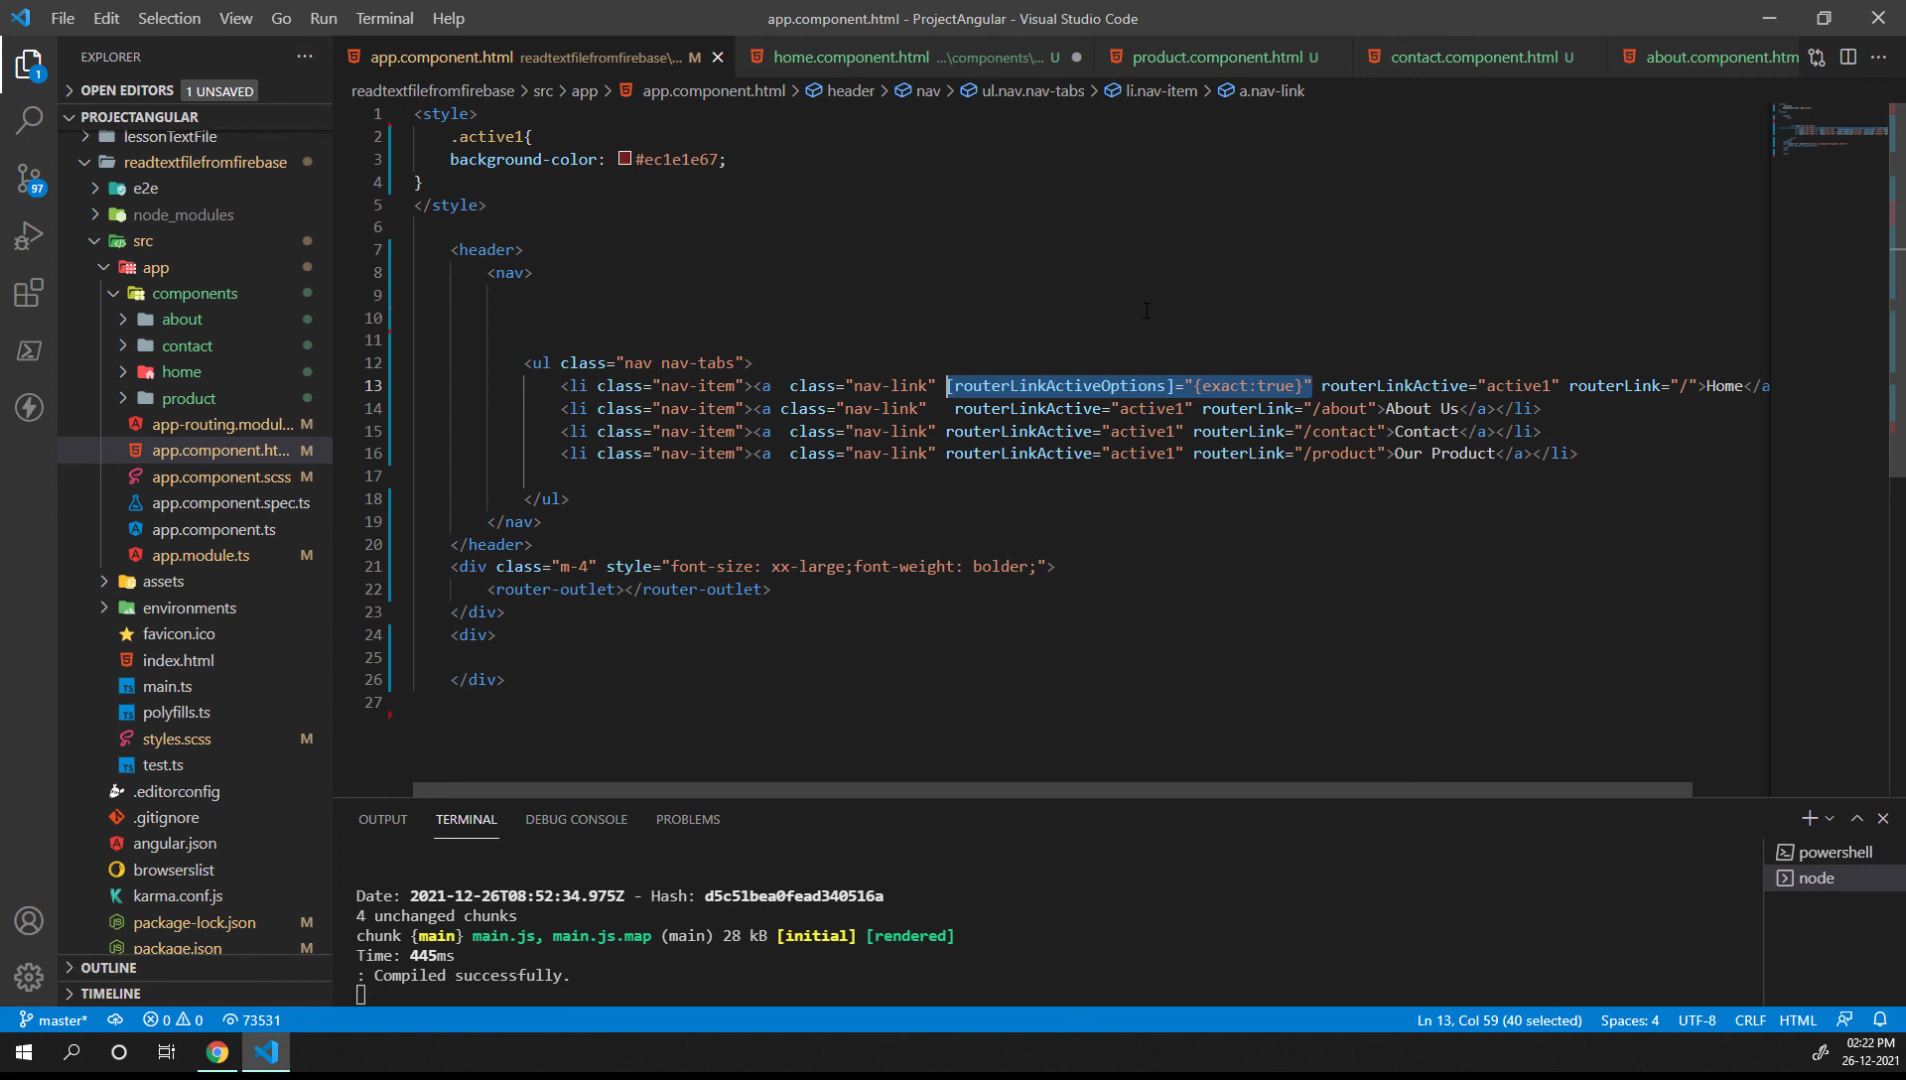 File Edit Selection View Go Run Terminal Help
app.component.html - ProjectAngular - Visual Studio Code
EXPLORER
OPEN EDITORS 1 UNSAVED
PROJECTANGULAR
lessonTextFile
readtextfilefromfirebase
e2e
node_modules
src
app
components
about
contact
home
product
app-routing.modul... M
app.component.ht... M
app.component.scss M
app.component.spec.ts
app.component.ts
app.module.ts M
assets
environments
favicon.ico
index.html
main.ts
polyfills.ts
styles.scss M
test.ts
.editorconfig
.gitignore
angular.json
browserslist
karma.conf.js
package-lock.json M
package.json M
OUTLINE
TIMELINE
1
97
app.component.html readtextfilefromfirebase\... M
home.component.html ...\components\... U
product.component.html U
contact.component.html U
about.component.htm
readtextfilefromfirebase > src > app > app.component.html > header > nav > ul.nav.nav-tabs > li.nav-item > a.nav-link
1 <style>
2 .active1{
3 background-color: #ec1e1e67;
4 }
5 </style>
6
7 <header>
8 <nav>
9
10
11
12 <ul class="nav nav-tabs">
13 <li class="nav-item"><a  class="nav-link" [routerLinkActiveOptions]="{exact:true}" routerLinkActive="active1" routerLink="/">Home</a
14 <li class="nav-item"><a class="nav-link"   routerLinkActive="active1" routerLink="/about">About Us</a></li>
15 <li class="nav-item"><a  class="nav-link" routerLinkActive="active1" routerLink="/contact">Contact</a></li>
16 <li class="nav-item"><a  class="nav-link" routerLinkActive="active1" routerLink="/product">Our Product</a></li>
17
18 </ul>
19 </nav>
20 </header>
21 <div class="m-4" style="font-size: xx-large;font-weight: bolder;">
22 <router-outlet></router-outlet>
23 </div>
24 <div>
25
26 </div>
27
OUTPUT TERMINAL DEBUG CONSOLE PROBLEMS
powershell
node
Date: 2021-12-26T08:52:34.975Z - Hash: d5c51bea0fead340516a
4 unchanged chunks
chunk {main} main.js, main.js.map (main) 28 kB [initial] [rendered]
Time: 445ms
: Compiled successfully.
master* 0 0 73531
Ln 13, Col 59 (40 selected) Spaces: 4 UTF-8 CRLF HTML
02:22 PM
26-12-2021